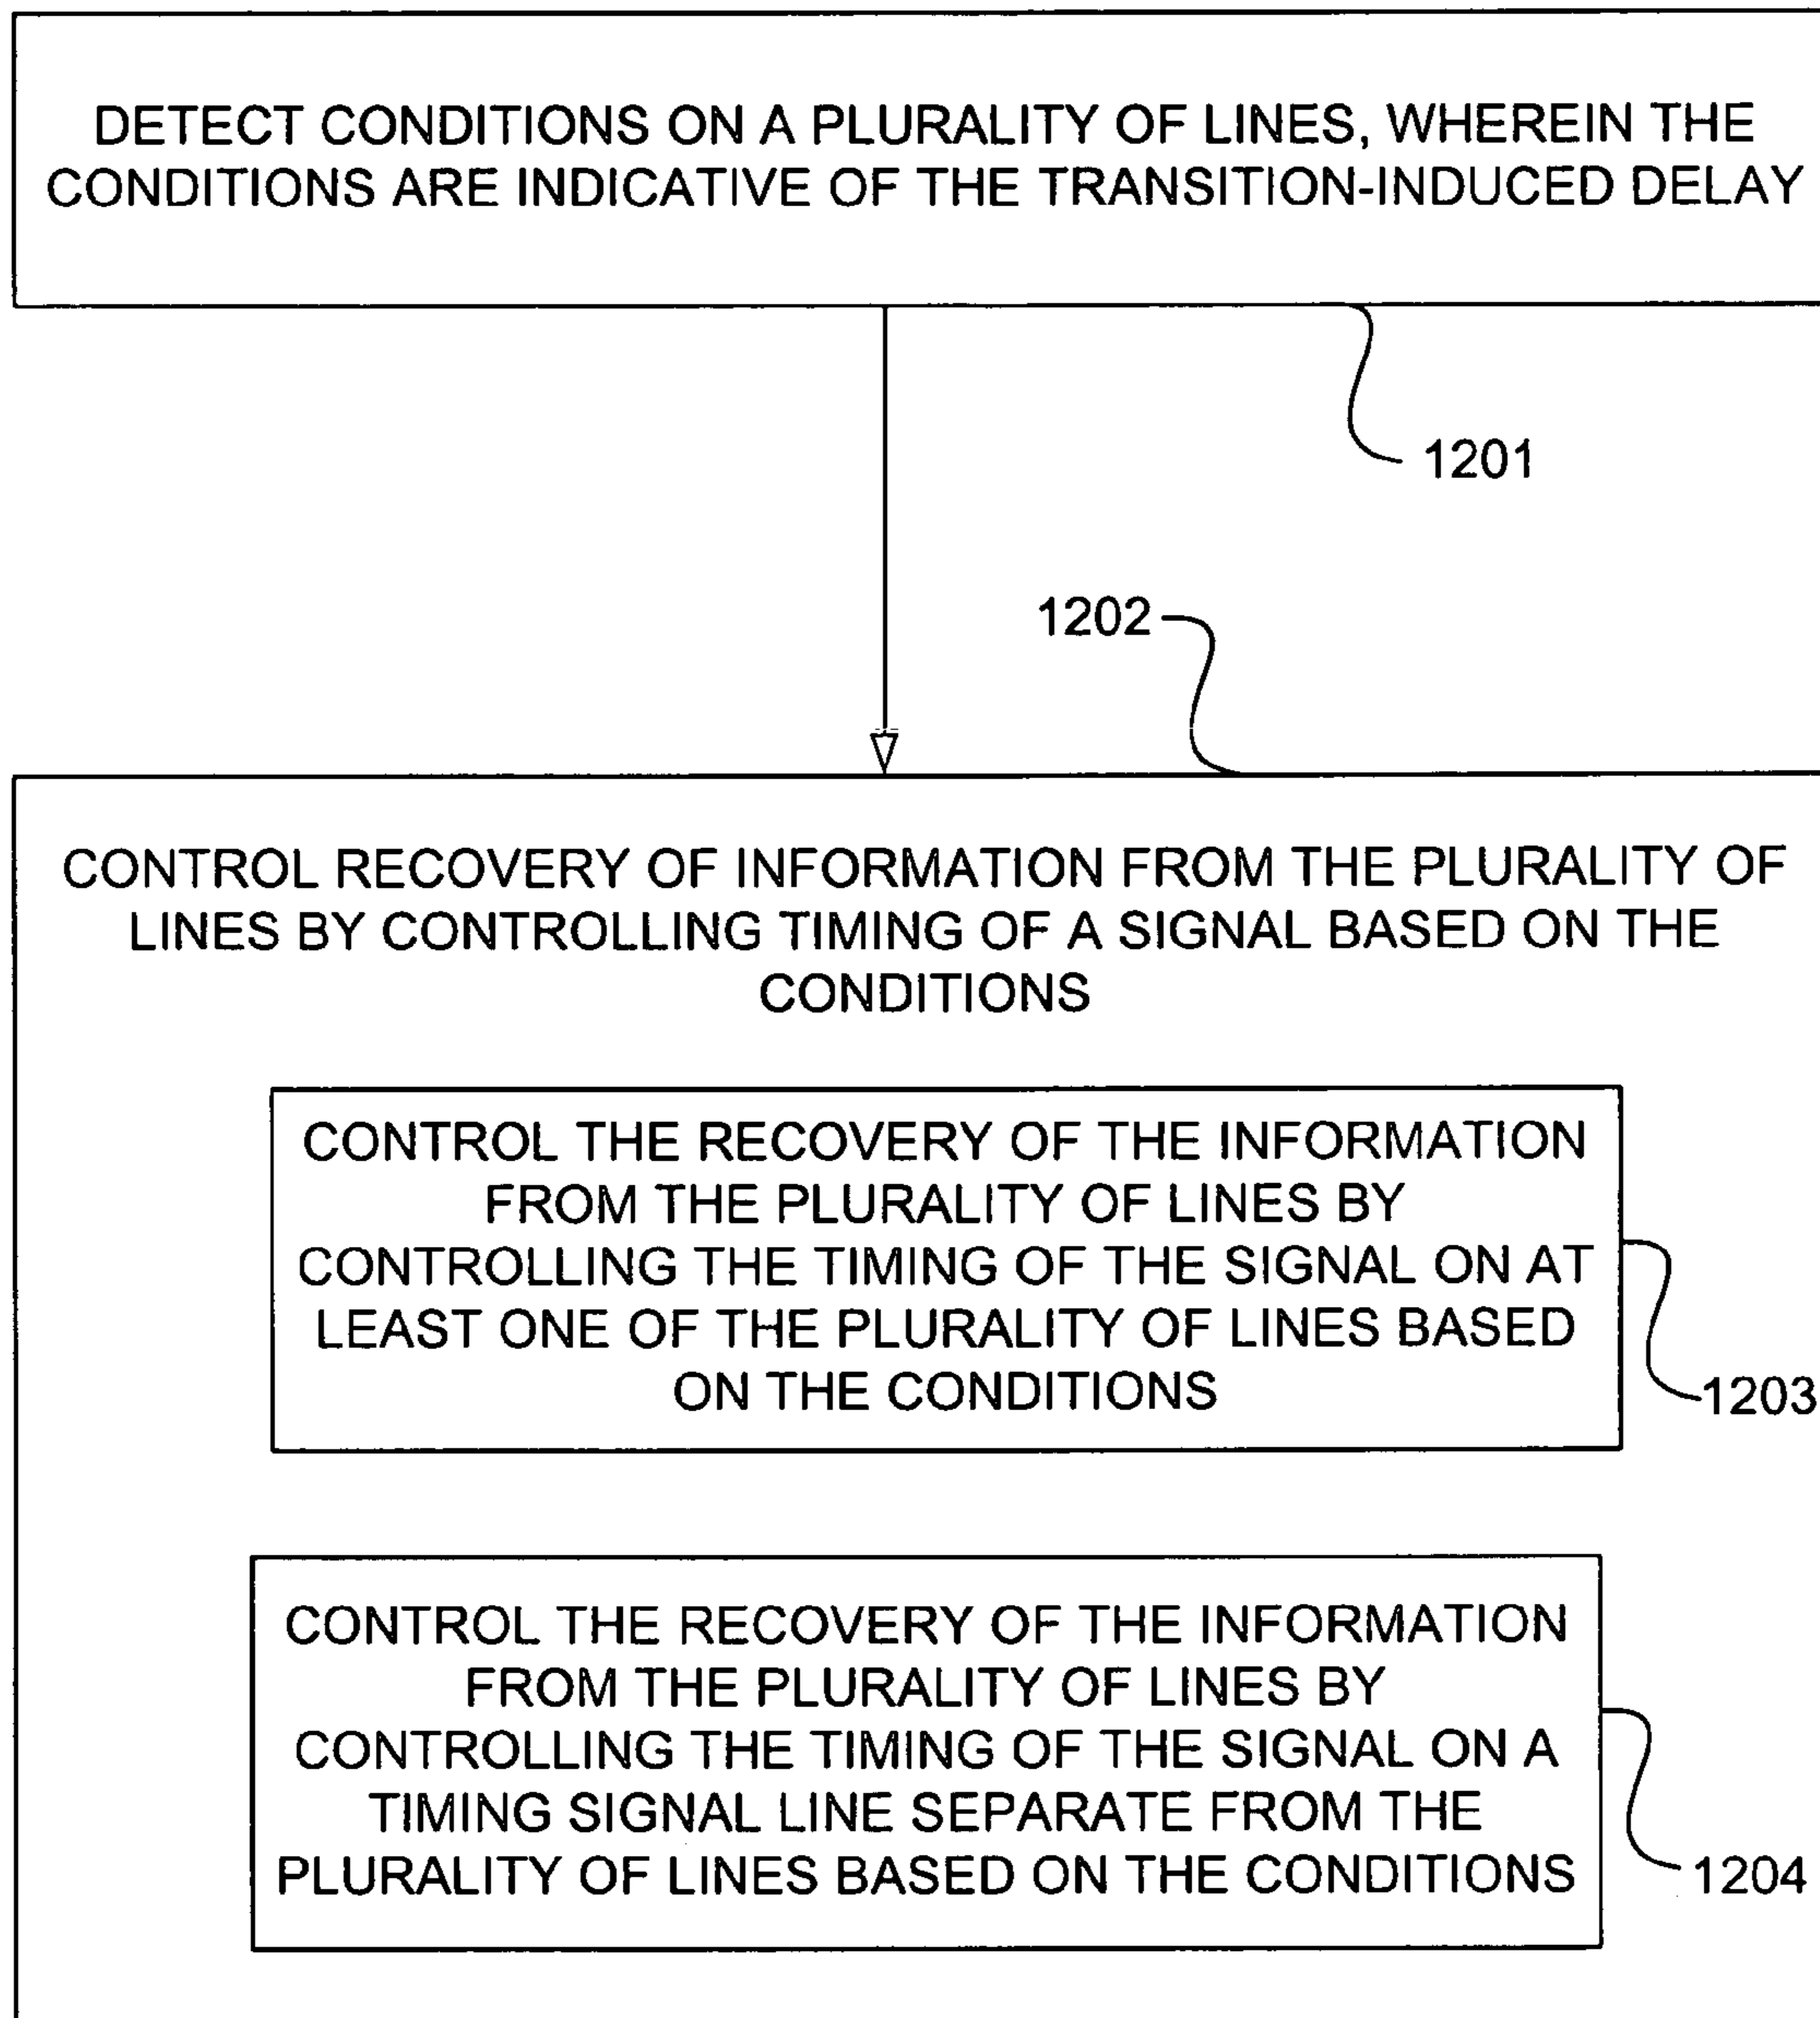 DETECT CONDITIONS ON A PLURALITY OF LINES, WHEREIN THE
CONDITIONS ARE INDICATIVE OF THE TRANSITION-INDUCED DELAY
1201
1202
CONTROL RECOVERY OF INFORMATION FROM THE PLURALITY OF
LINES BY CONTROLLING TIMING OF A SIGNAL BASED ON THE
CONDITIONS
CONTROL THE RECOVERY OF THE INFORMATION
FROM THE PLURALITY OF LINES BY
CONTROLLING THE TIMING OF THE SIGNAL ON AT
LEAST ONE OF THE PLURALITY OF LINES BASED
ON THE CONDITIONS
1203
CONTROL THE RECOVERY OF THE INFORMATION
FROM THE PLURALITY OF LINES BY
CONTROLLING THE TIMING OF THE SIGNAL ON A
TIMING SIGNAL LINE SEPARATE FROM THE
PLURALITY OF LINES BASED ON THE CONDITIONS
1204